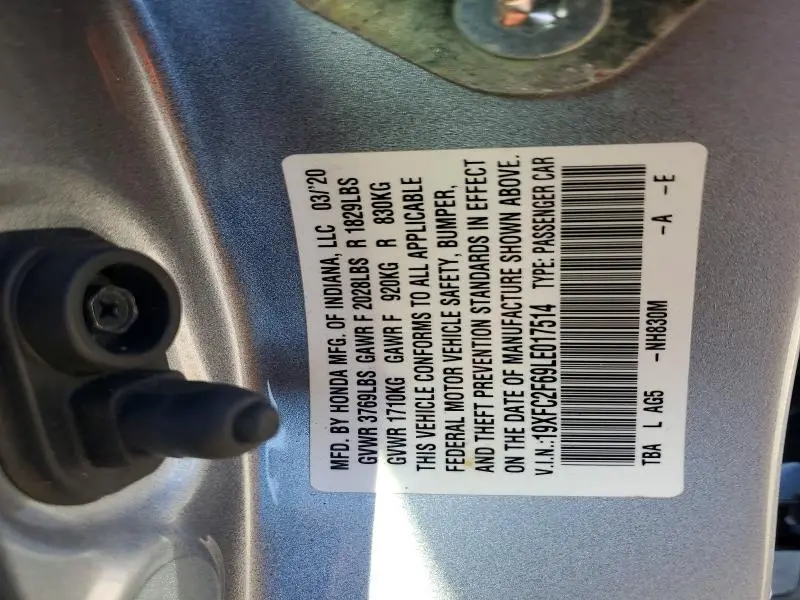 MFD. BY HONDA MFG. OF INDIANA, LLC 03/'20
GVWR 3769LBS GAWR F 2028LBS R 1829LBS
GVWR 1710KG GAWR F 920KG R 830KG
THIS VEHICLE CONFORMS TO ALL APPLICABLE
FEDERAL MOTOR VEHICLE SAFETY, BUMPER,
AND THEFT PREVENTION STANDARDS IN EFFECT
ON THE DATE OF MANUFACTURE SHOWN ABOVE.
V.I.N.:19XFC2F69LE017514 TYPE: PASSENGER CAR
TBA L AG5 -NH830M -A -E